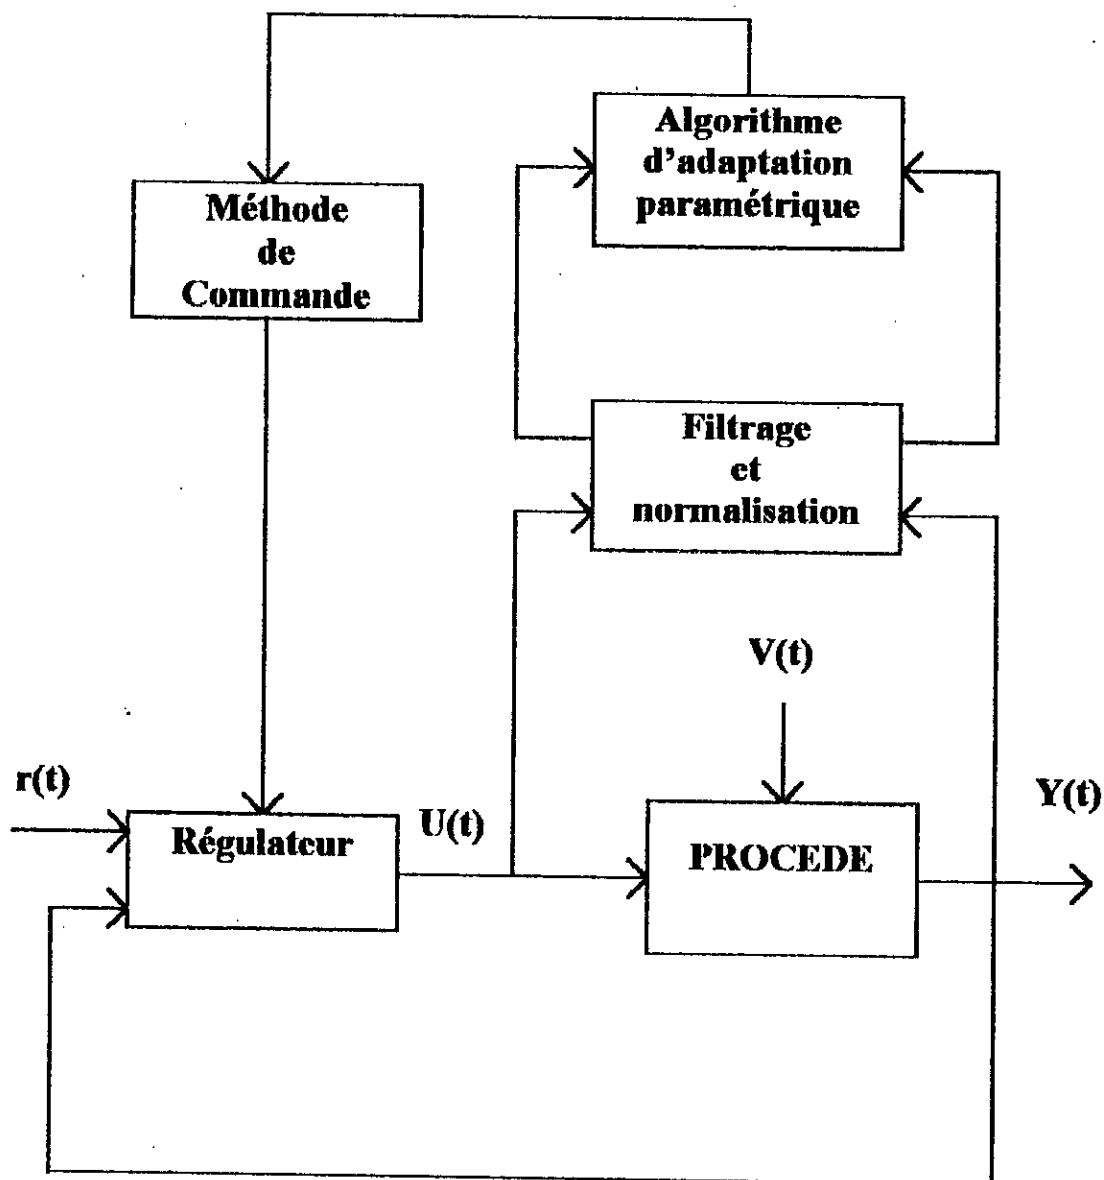 Algorithme
d'adaptation
paramétrique
Méthode
de
Commande
Filtrage
et
normalisation
V(t)
r(t)
Régulateur
U(t)
PROCEDE
Y(t)